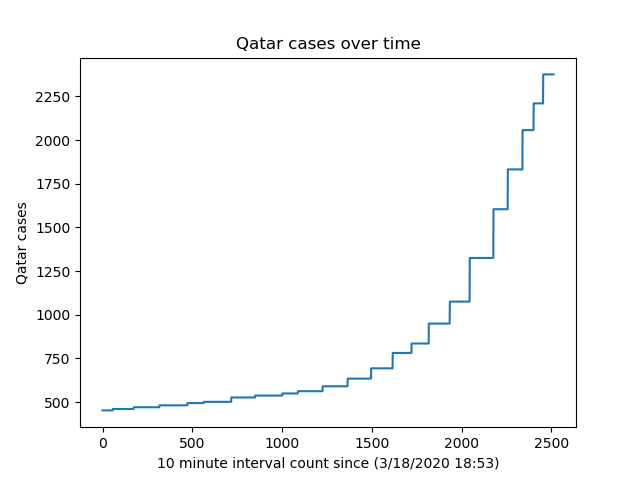 Qatar cases over time
Qatar cases
2250
2000
1750
1500
1250
1000
750
500
0 500 1000 1500 2000 2500
10 minute interval count since (3/18/2020 18:53)